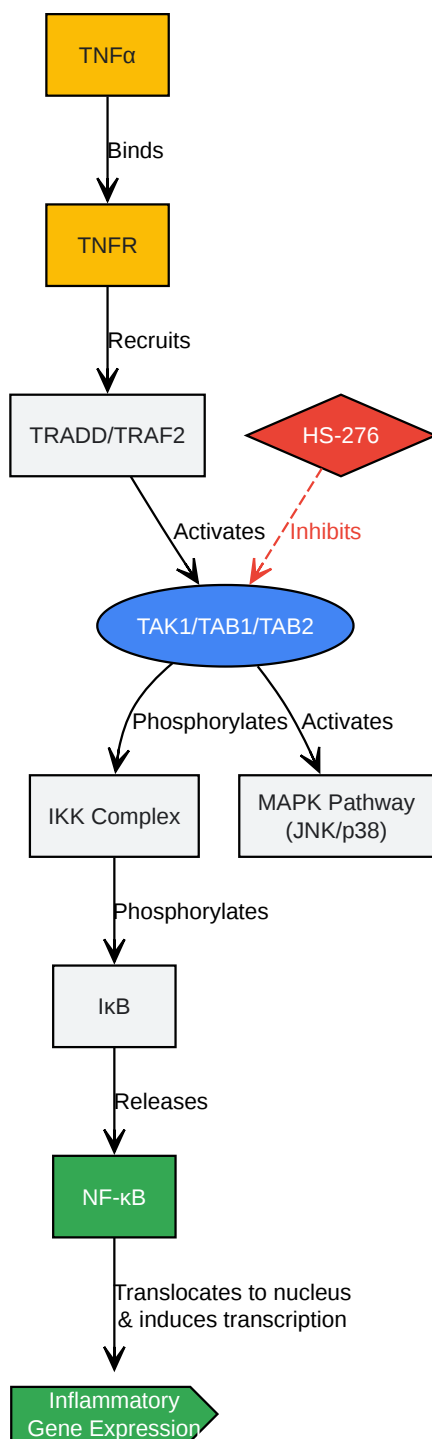 TNFα
Binds
TNFR
Recruits
TRADD/TRAF2
HS-276
Activates
Inhibits
TAK1/TAB1/TAB2
Phosphorylates
Activates
IKK Complex
MAPK Pathway
(JNK/p38)
Phosphorylates
IκB
Releases
NF-κB
Translocates to nucleus
& induces transcription
Inflammatory
Gene Expression